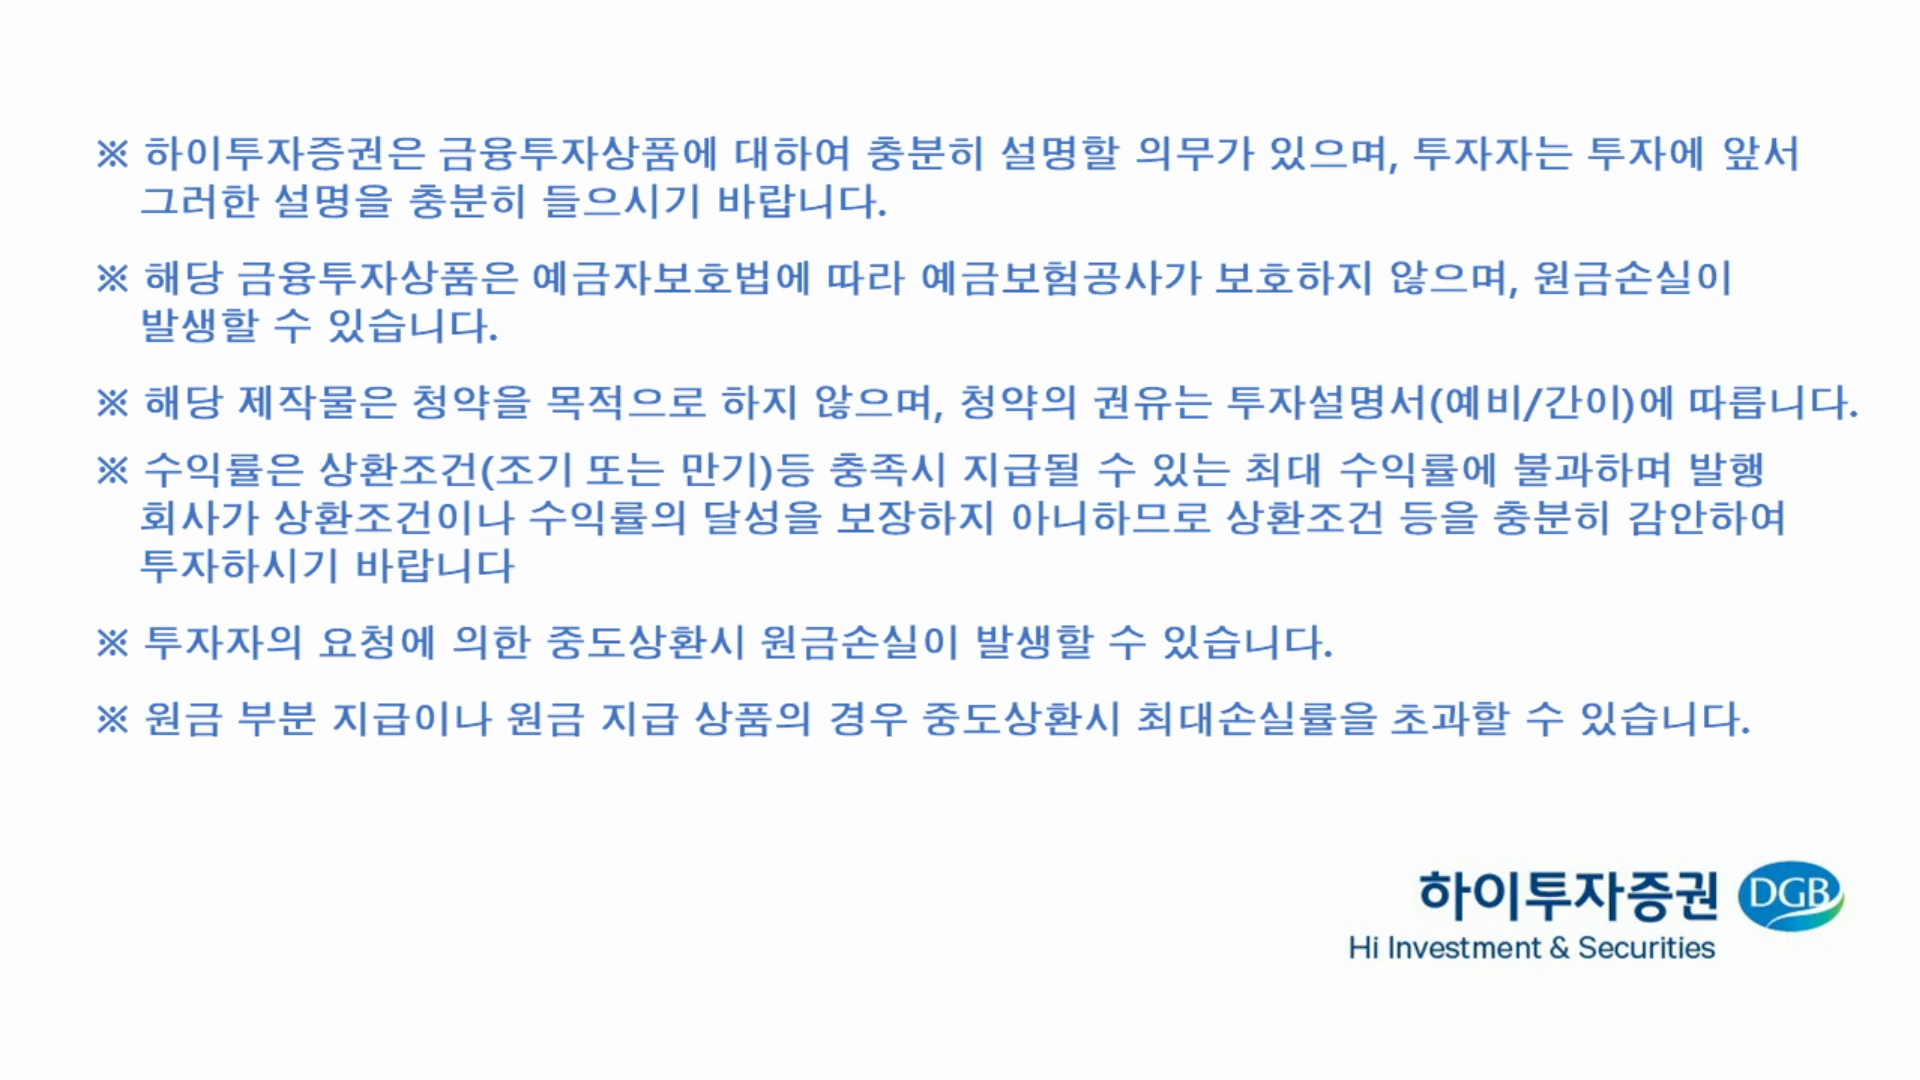 ※ 하이투자증권은 금융투자상품에 대하여 충분히 설명할 의무가 있으며, 투자자는 투자에 앞서
그러한 설명을 충분히 들으시기 바랍니다.
※ 해당 금융투자상품은 예금자보호법에 따라 예금보험공사가 보호하지 않으며, 원금손실이
발생할 수 있습니다.
※ 해당 제작물은 청약을 목적으로 하지 않으며, 청약의 권유는 투자설명서(예비/간이)에 따릅니다.
※ 수익률은 상환조건(조기 또는 만기)등 충족시 지급될 수 있는 최대 수익률에 불과하며 발행
회사가 상환조건이나 수익률의 달성을 보장하지 아니하므로 상환조건 등을 충분히 감안하여
투자하시기 바랍니다
※ 투자자의 요청에 의한 중도상환시 원금손실이 발생할 수 있습니다.
※ 원금 부분 지급이나 원금 지급 상품의 경우 중도상환시 최대손실률을 초과할 수 있습니다.
하이투자증권 DGB
Hi Investment & Securities